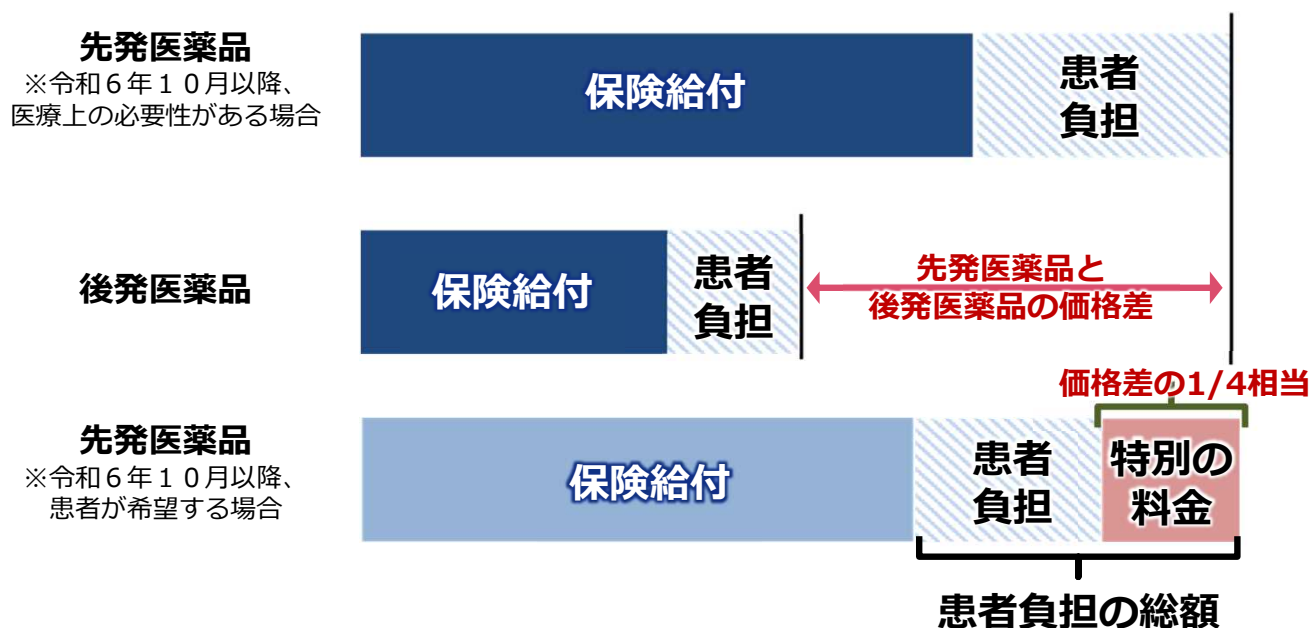 先発医薬品
※令和６年１０月以降、
医療上の必要性がある場合
保険給付
患者
負担
後発医薬品
保険給付
患者
負担
先発医薬品と
後発医薬品の価格差
価格差の1/4相当
先発医薬品
※令和６年１０月以降、
患者が希望する場合
保険給付
患者
負担
特別の
料金
患者負担の総額